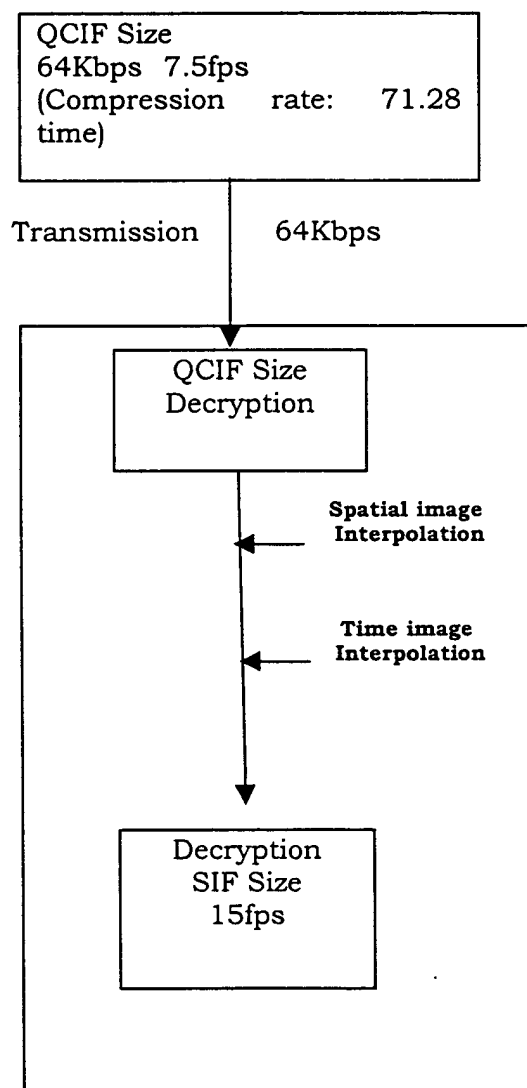 QCIF Size
64Kbps 7.5fps
(Compression rate: 71.28
time)
Transmission 64Kbps
QCIF Size
Decryption
Spatial image
Interpolation
Time image
Interpolation
Decryption
SIF Size
15fps